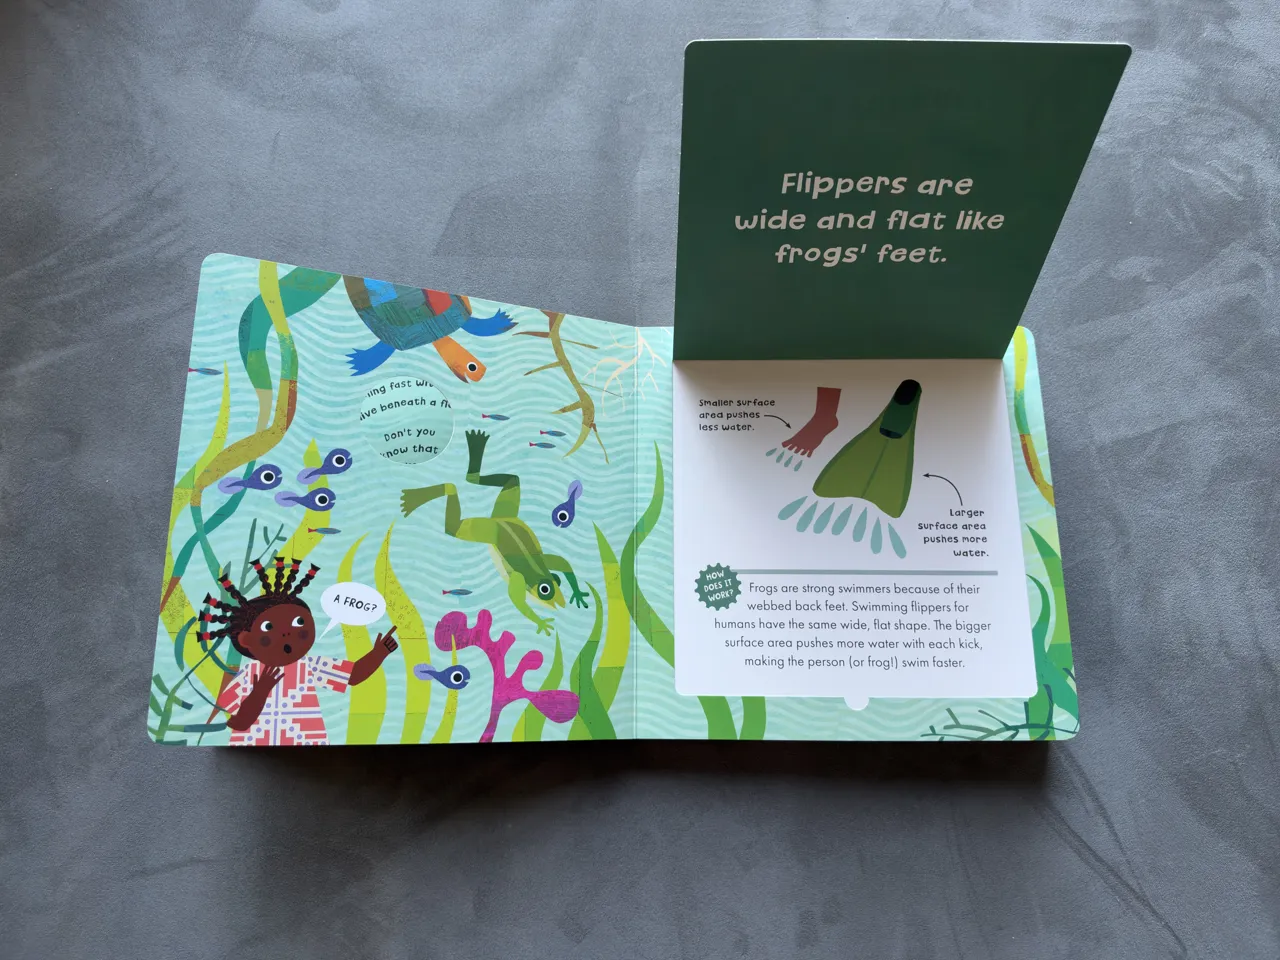 Flippers are
wide and flat like
frogs' feet.
beneath a
Don't you
know that
A FROG?
Smaller surface
area pushes
less water.
Larger
surface area
pushes more
water.
HOW
DOES IT
WORK?
Frogs are strong swimmers because of their
webbed back feet. Swimming flippers for
humans have the same wide, flat shape. The bigger
surface area pushes more water with each kick,
making the person (or frog!) swim faster.